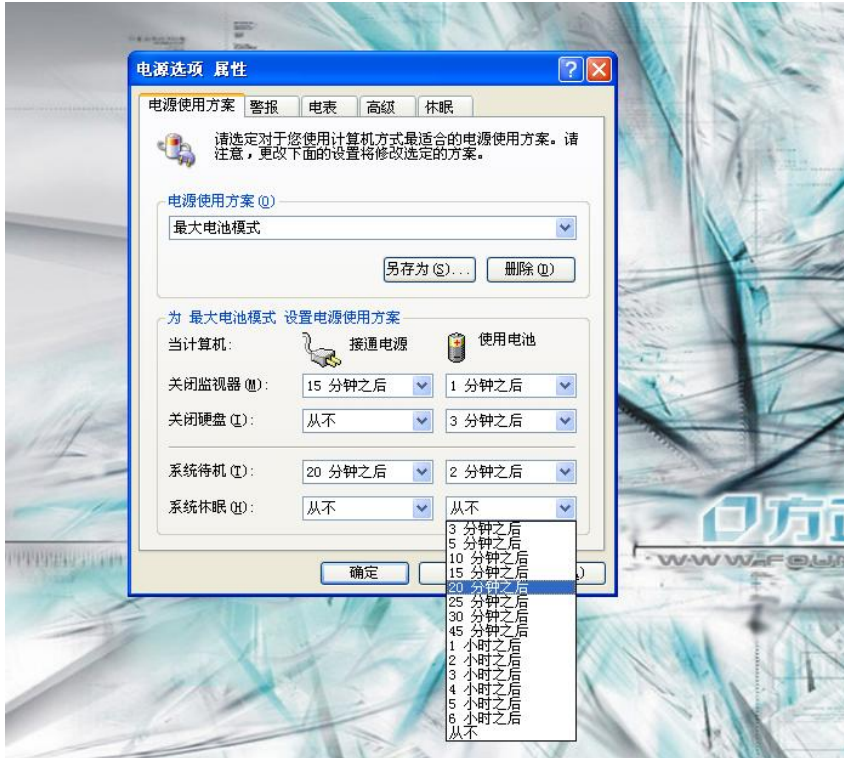 电源选项 属性
电源使用方案 警报 电表 高级 休眠
请选定对于您使用计算机方式最适合的电源使用方案。请
注意，更改下面的设置将修改选定的方案。
电源使用方案(O)
最大电池模式
另存为(S)... 删除(D)
为 最大电池模式 设置电源使用方案
当计算机: 接通电源 使用电池
关闭监视器(M): 15 分钟之后 1 分钟之后
关闭硬盘(I): 从不 3 分钟之后
系统待机(T): 20 分钟之后 2 分钟之后
系统休眠(H): 从不 从不
3 分钟之后
5 分钟之后
10 分钟之后
15 分钟之后
20 分钟之后
25 分钟之后
30 分钟之后
45 分钟之后
1 小时之后
2 小时之后
3 小时之后
4 小时之后
5 小时之后
6 小时之后
从不
确定
方正